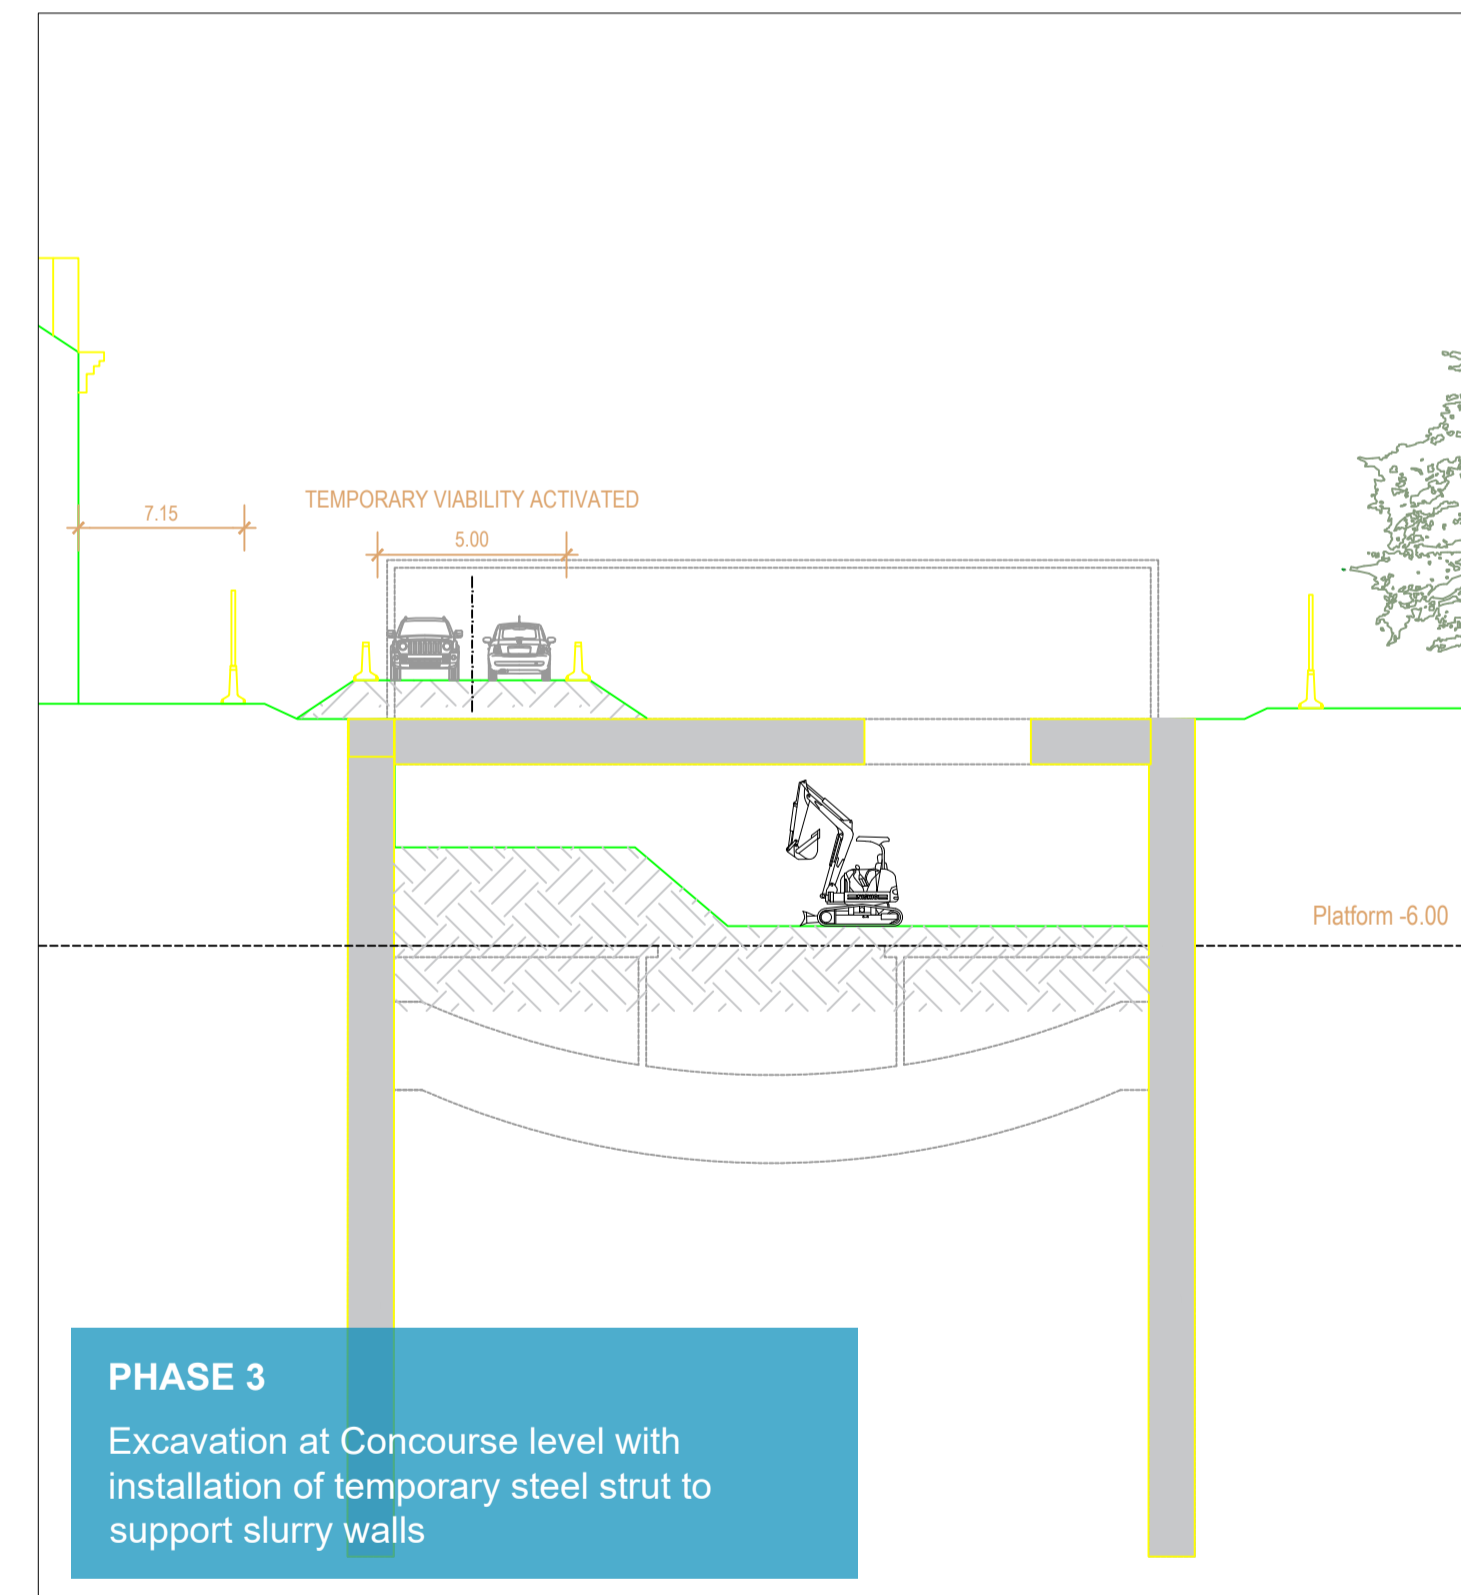 TEMPORARY VIABILITY ACTIVATED
7.15
5.00
Platform -6.00
PHASE 3
Excavation at Concourse level with
installation of temporary steel strut to
support slurry walls